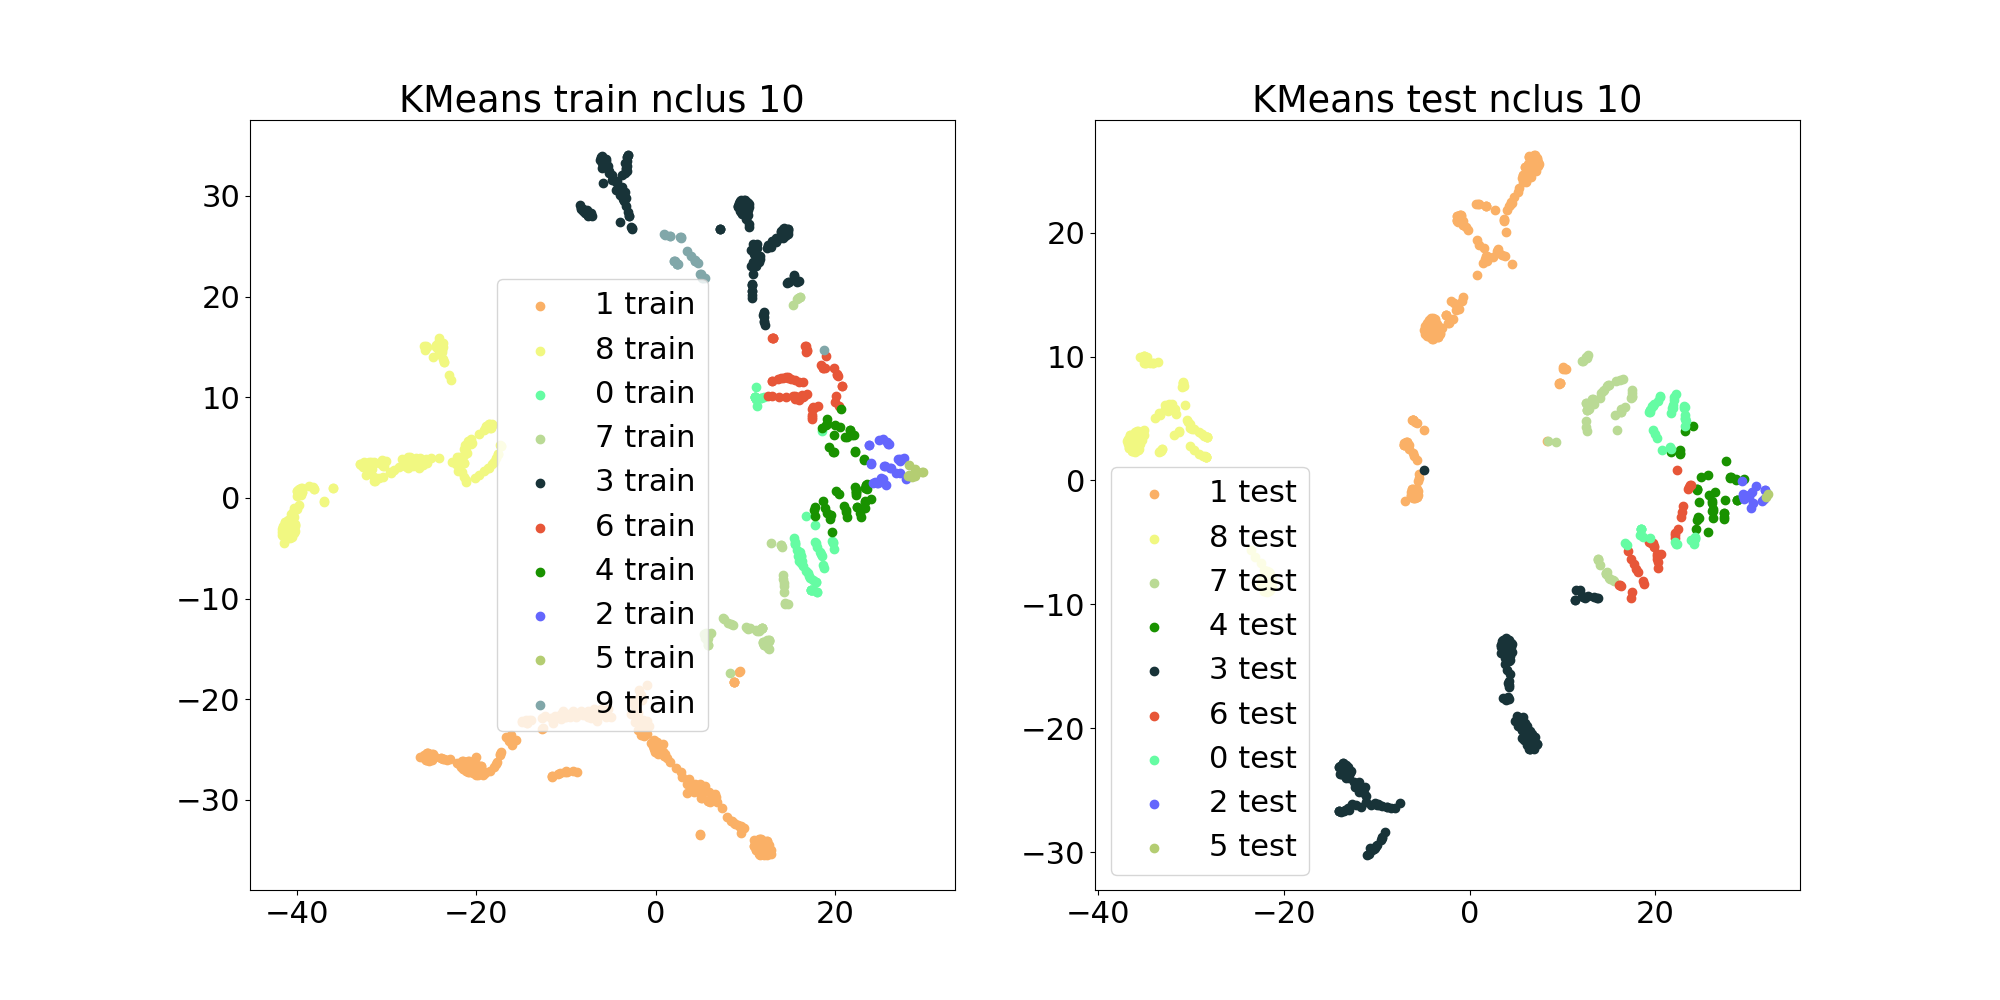 KMeans train nclus 10
30
20
10
0
−10
−20
−30
−40
−20
0
20
1 train
8 train
0 train
7 train
3 train
6 train
4 train
2 train
5 train
9 train
KMeans test nclus 10
20
10
0
−10
−20
−30
−40
−20
0
20
1 test
8 test
7 test
4 test
3 test
6 test
0 test
2 test
5 test